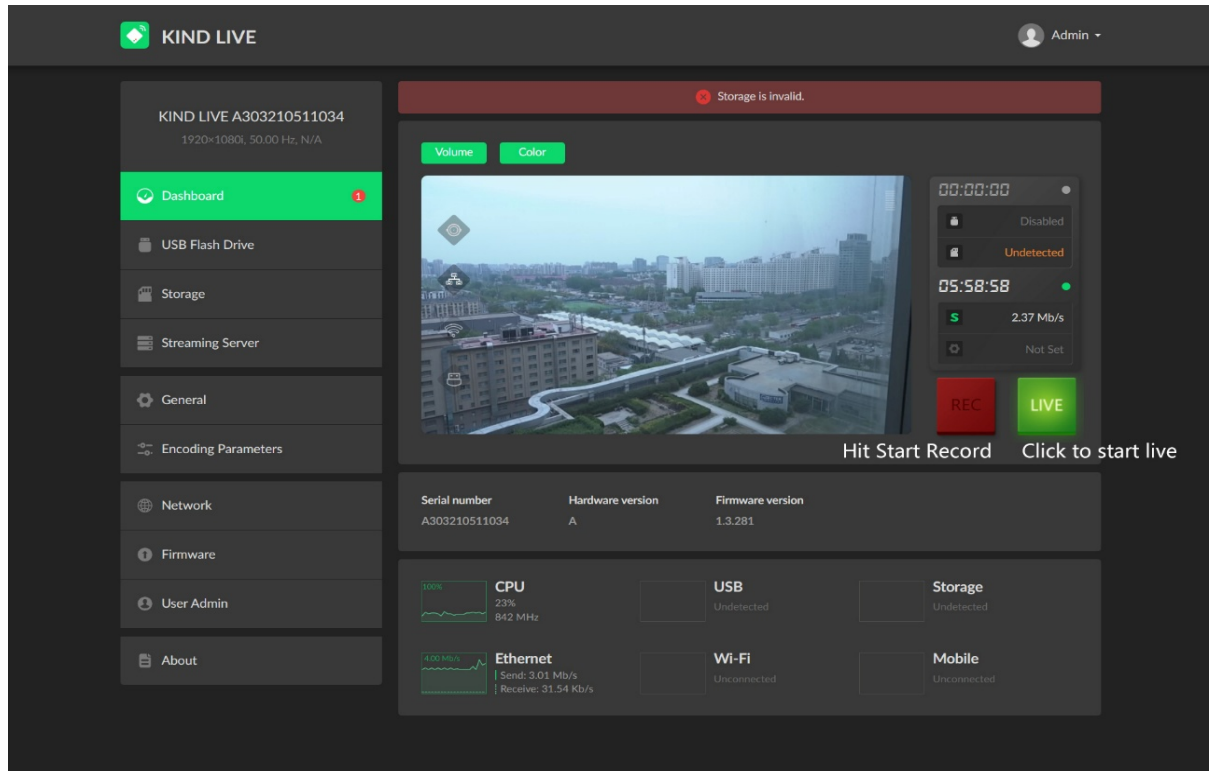 KIND LIVE
Admin
KIND LIVE A303210511034
1920×1080i, 50.00 Hz, N/A
Dashboard
1
USB Flash Drive
Storage
Streaming Server
General
Encoding Parameters
Network
Firmware
User Admin
About
Storage is invalid.
Volume
Color
00:00:00
Disabled
Undetected
05:58:58
S
2.37 Mb/s
Not Set
REC
LIVE
Hit Start Record
Click to start live
Serial number
Hardware version
Firmware version
A303210511034
A
1.3.281
100%
CPU
23%
842 MHz
USB
Undetected
Storage
Undetected
4.00 Mb/s
Ethernet
Send: 3.01 Mb/s
Receive: 31.54 Kb/s
Wi-Fi
Unconnected
Mobile
Unconnected